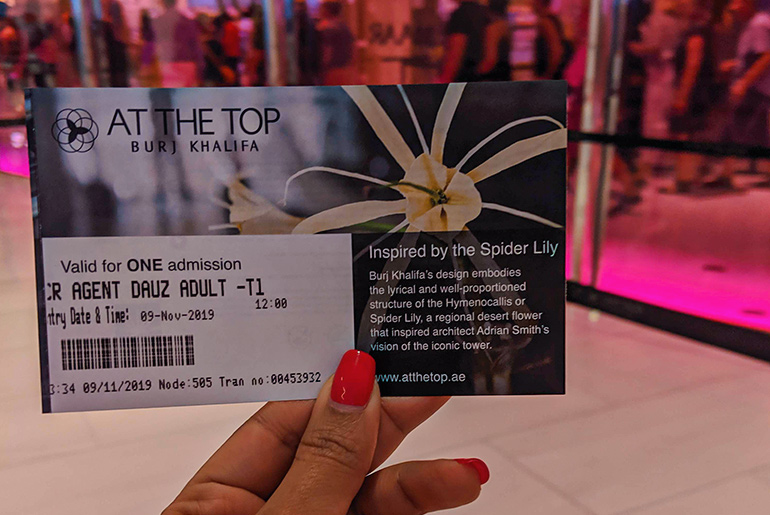 AT THE TOP
BURJ KHALIFA
Valid for ONE admission
CR AGENT DAUZ ADULT -T1
ntry Date & Time: 09-Nov-2019 12:00
3:34 09/11/2019 Node:505 Tran no:00453932
Inspired by the Spider Lily
Burj Khalifa's design embodies
the lyrical and well-proportioned
structure of the Hymenocallis or
Spider Lily, a regional desert flower
that inspired architect Adrian Smith's
vision of the iconic tower.
www.atthetop.ae